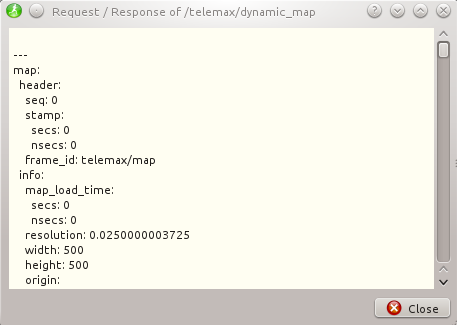 Request / Response of /telemax/dynamic_map
---
map:
  header:
    seq: 0
    stamp:
      secs: 0
      nsecs: 0
    frame_id: telemax/map
  info:
    map_load_time:
      secs: 0
      nsecs: 0
    resolution: 0.0250000003725
    width: 500
    height: 500
    origin:
Close